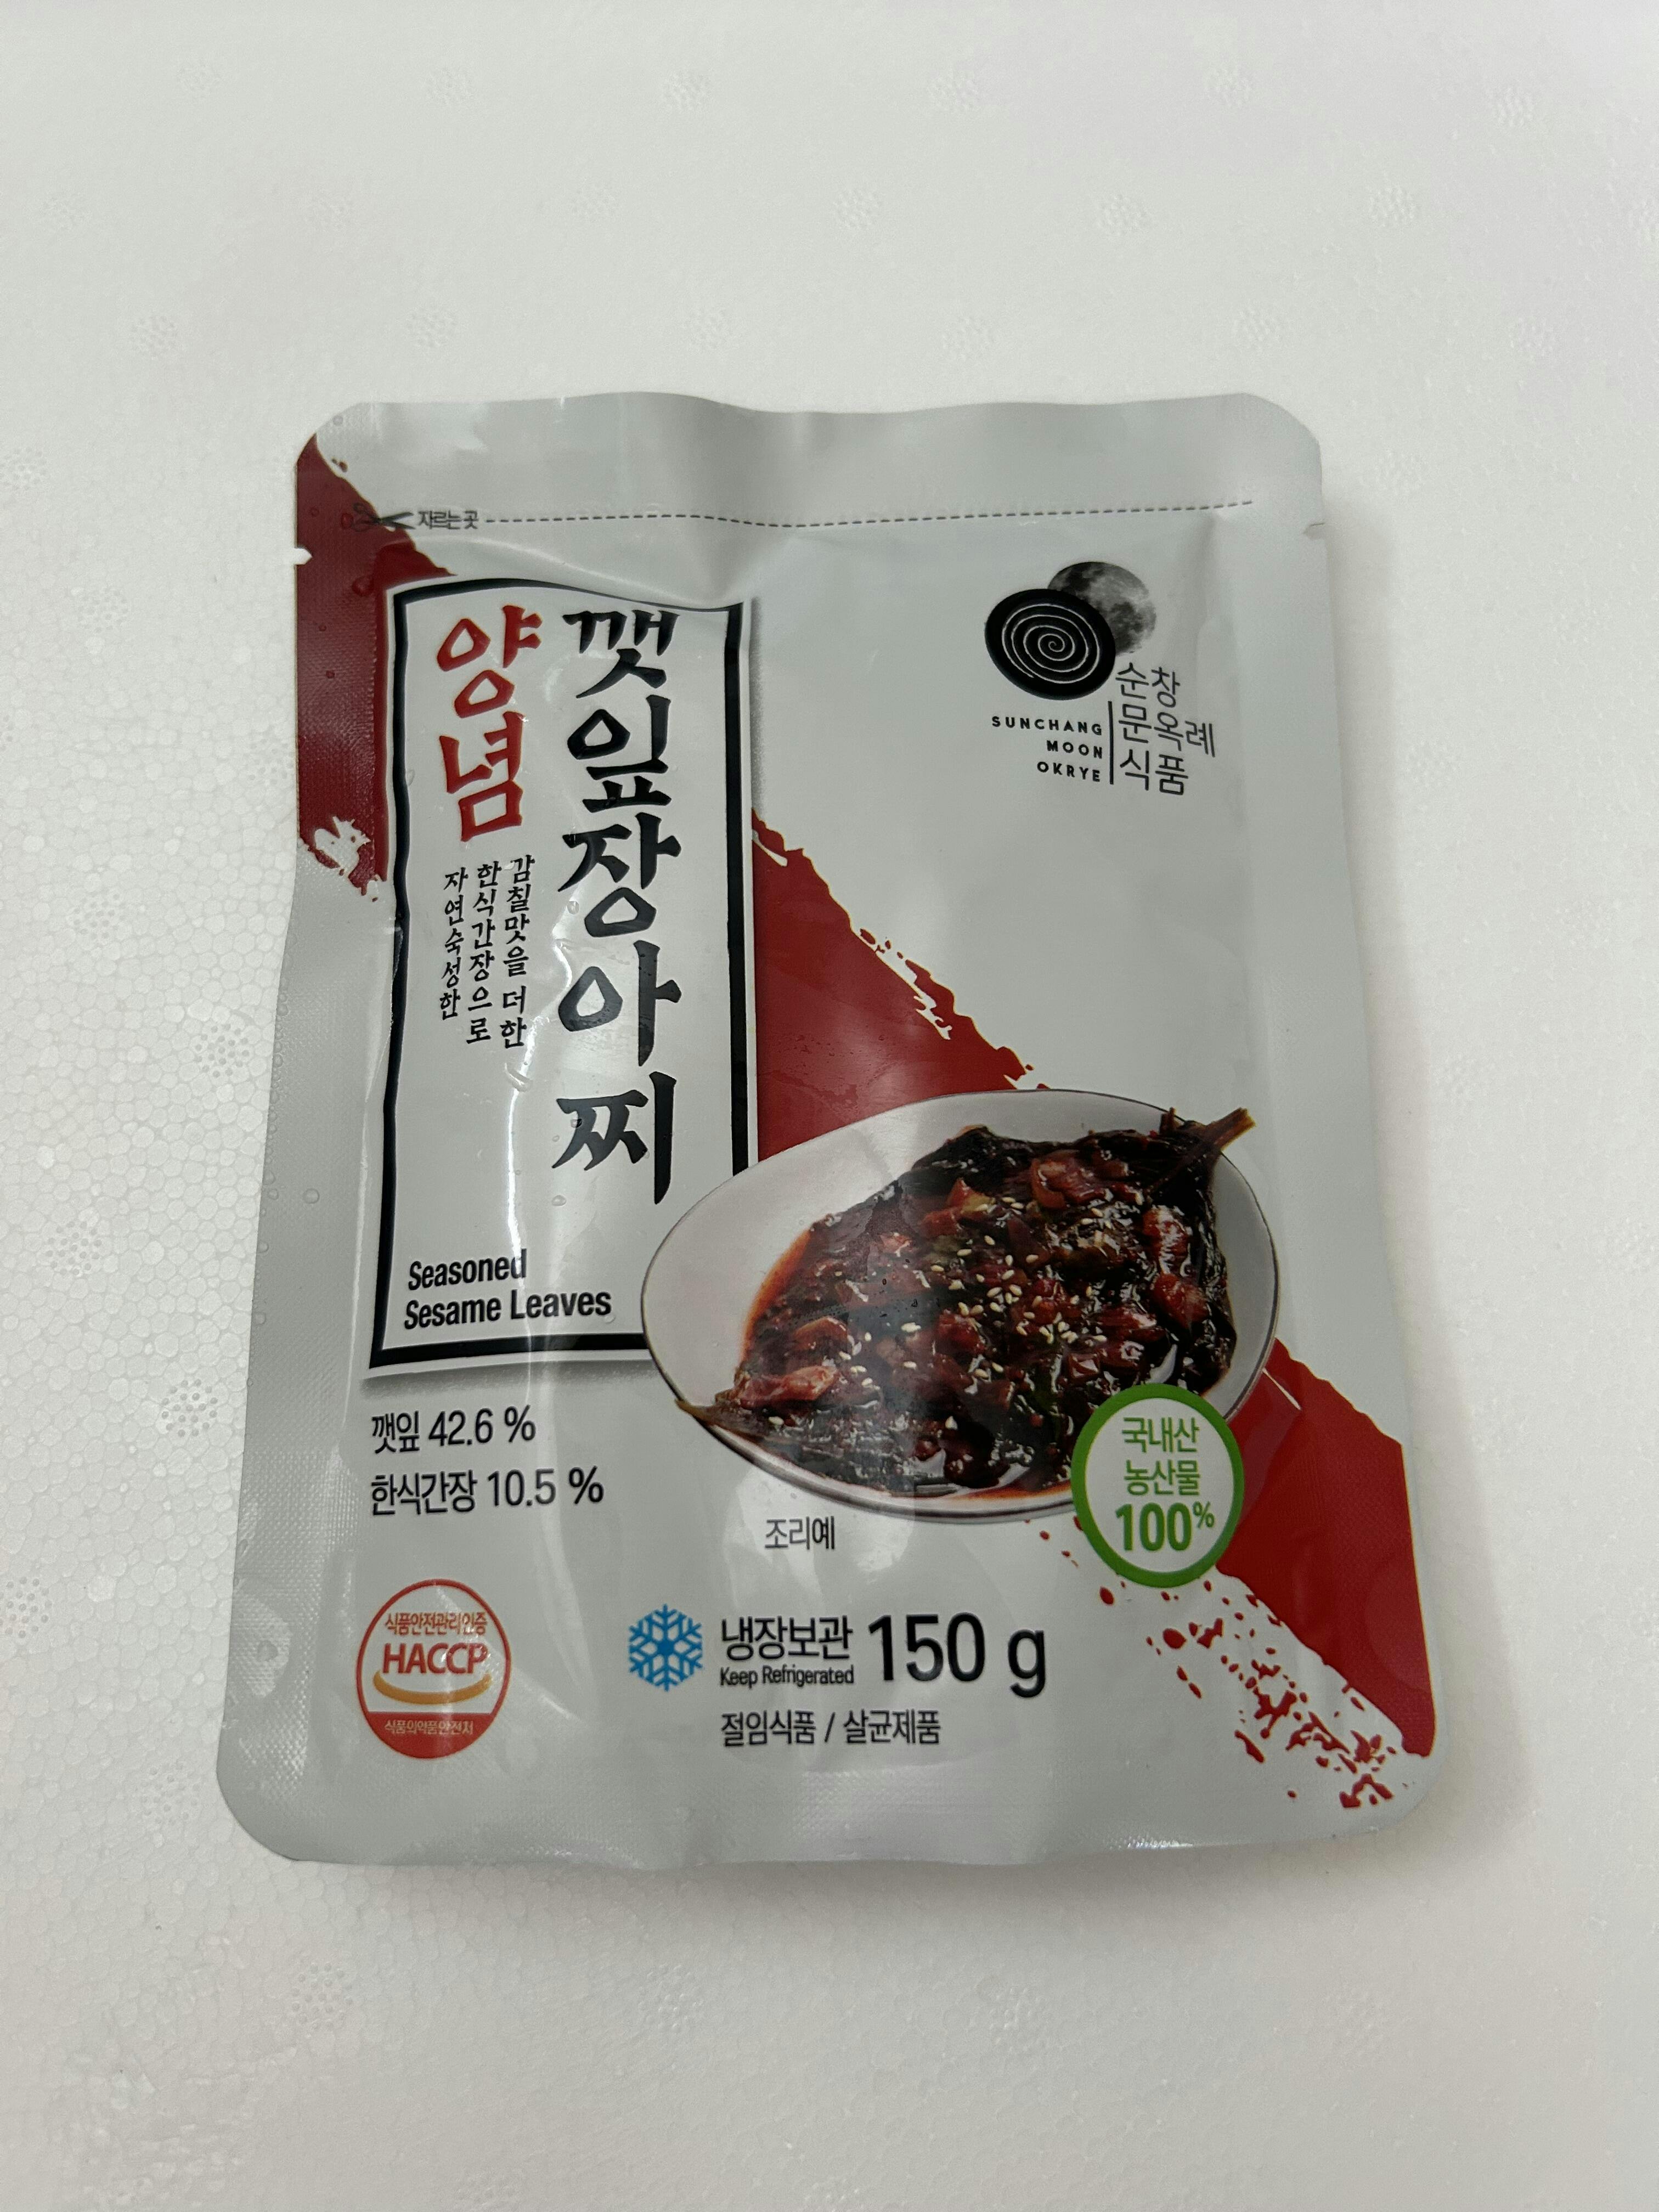 자르는곳
깻잎장아찌
양념
감칠맛을 더한
한식간장으로
자연숙성한
Seasoned
Sesame Leaves
순창
문옥례
식품
SUNCHANG
MOON
OKRYE
깻잎 42.6 %
한식간장 10.5 %
조리예
국내산
농산물
100%
식품안전관리인증
HACCP
식품의약품안전처
냉장보관
Keep Refrigerated
150 g
절임식품 / 살균제품